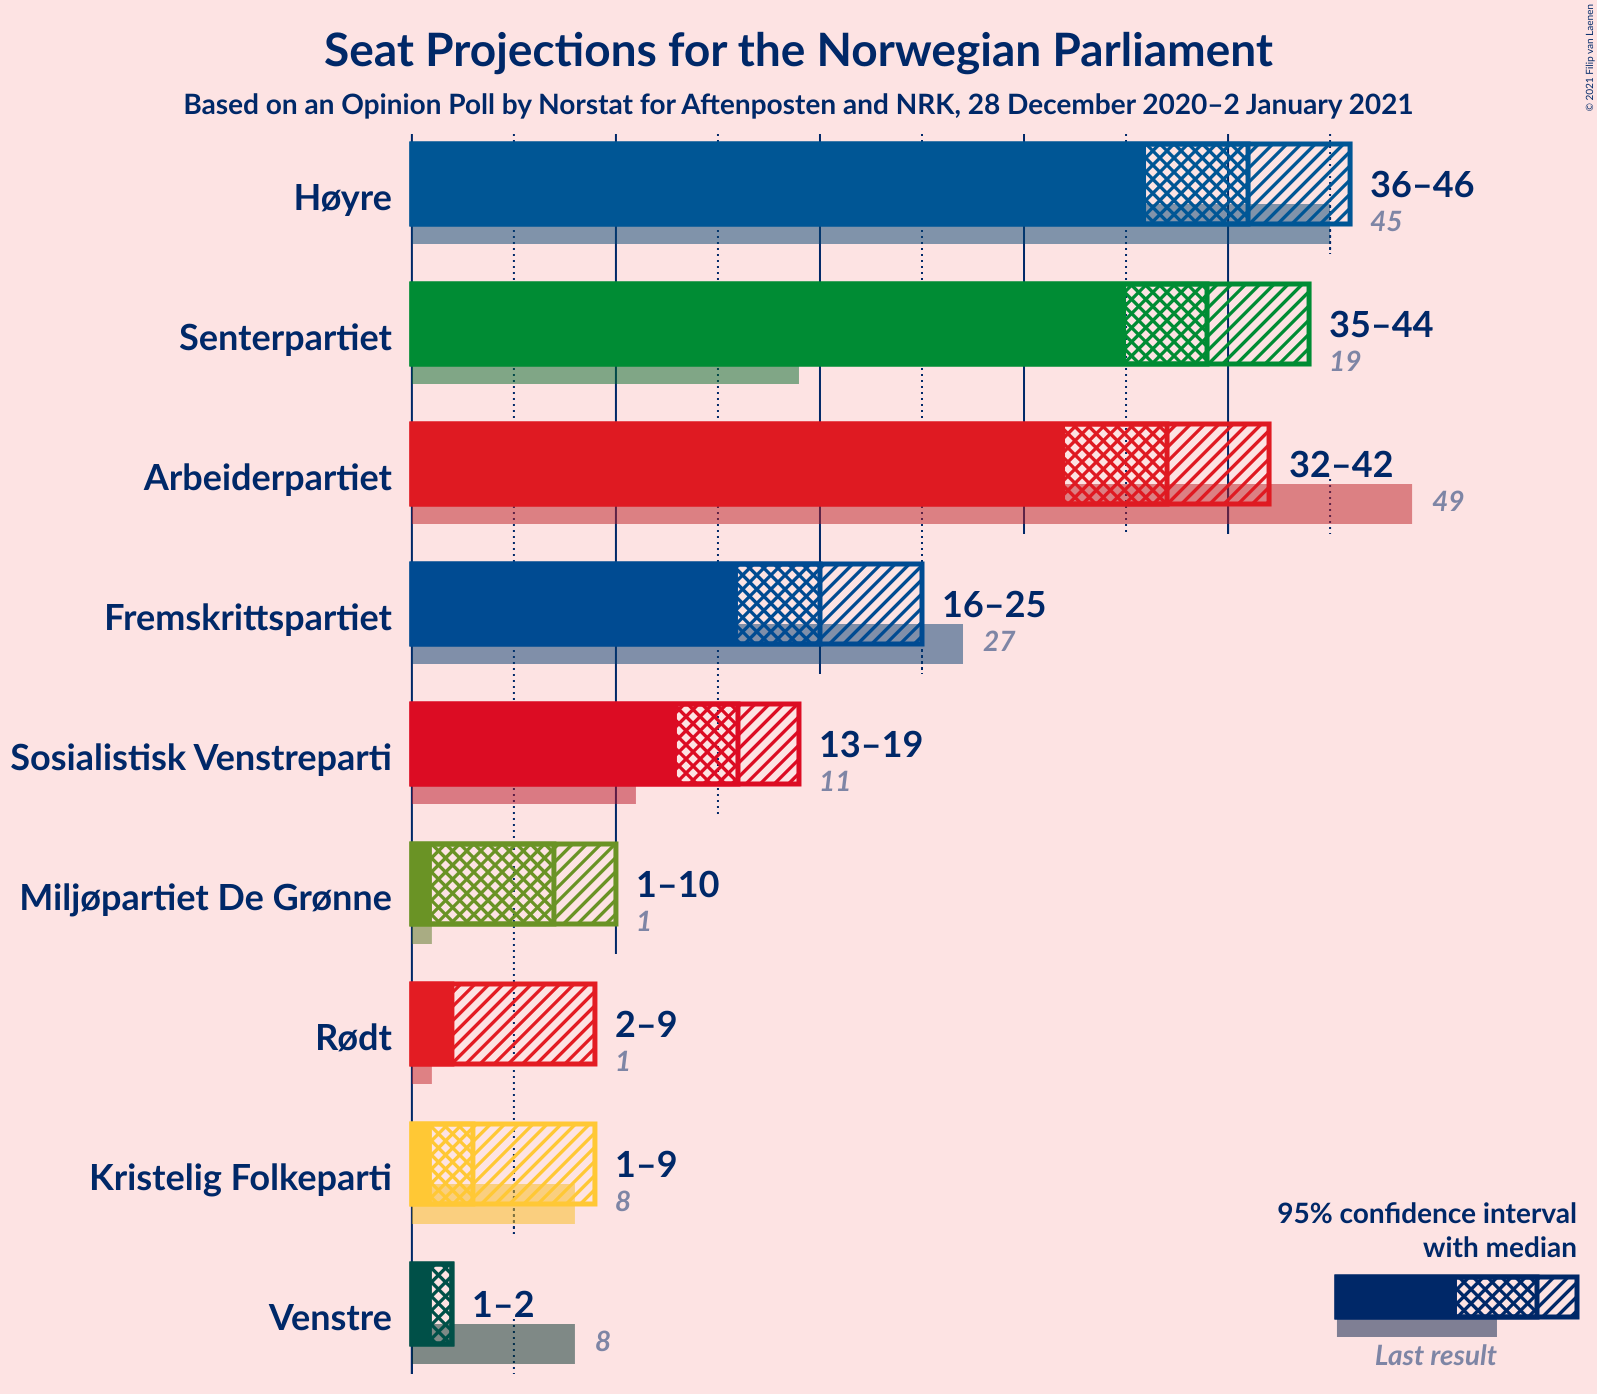 Seat Projections for the Norwegian Parliament
Based on an Opinion Poll by Norstat for Aftenposten and NRK, 28 December 2020–2 January 2021
© 2021 Filip van Laenen
Høyre
36–46
45
Senterpartiet
35–44
19
Arbeiderpartiet
32–42
49
Fremskrittspartiet
16–25
27
Sosialistisk Venstreparti
13–19
11
Miljøpartiet De Grønne
1–10
1
Rødt
2–9
1
Kristelig Folkeparti
1–9
8
Venstre
1–2
8
95% confidence interval
with median
Last result